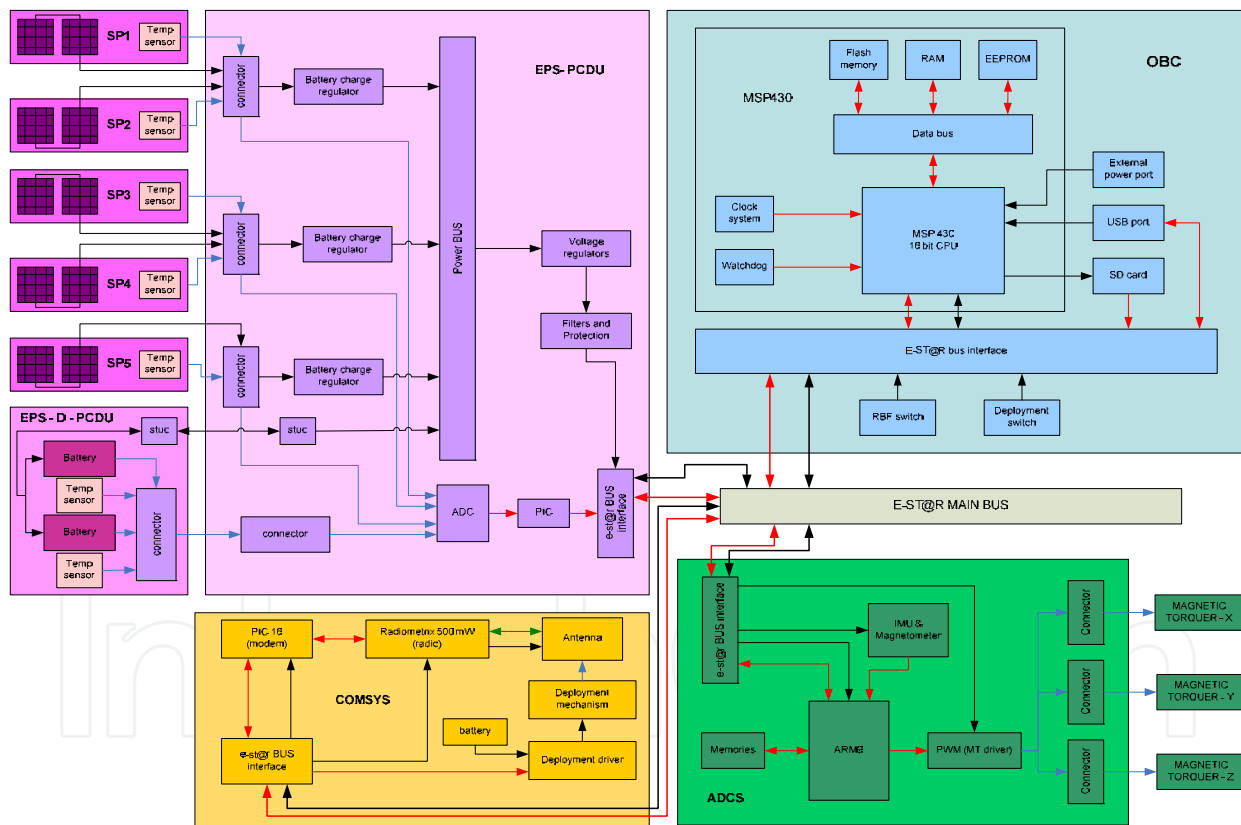 SP1
Temp
sensor
SP2
Temp
sensor
SP3
Temp
sensor
SP4
Temp
sensor
SP5
Temp
sensor
EPS - D - PCDU
stuc
Battery
Temp
sensor
Battery
Temp
sensor
connector
EPS- PCDU
connector
Battery charge
regulator
connector
Battery charge
regulator
connector
Battery charge
regulator
stuc
Power BUS
Voltage
regulators
Filters and
Protection
connector
ADC
PIC
e-st@r BUS
interface
OBC
MSP430
Flash
memory
RAM
EEPROM
Data bus
Clock
system
Watchdog
MSP 430
16 bit CPU
External
power port
USB port
SD card
E-ST@R bus interface
RBF switch
Deployment
switch
E-ST@R MAIN BUS
COMSYS
PIC 16
(modem)
Radiometrix 500mW
(radio)
Antenna
Deployment
mechanism
battery
e-st@r BUS
interface
Deployment driver
ADCS
e-st@r BUS interface
IMU &
Magnetometer
Memories
ARM9
PWM (MT driver)
Connector
Connector
Connector
MAGNETIC
TORQUER - X
MAGNETIC
TORQUER - Y
MAGNETIC
TORQUER - Z